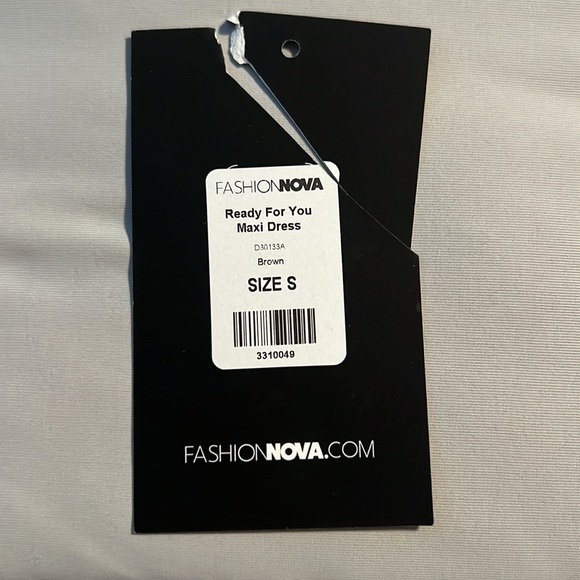 FASHIONNOVA
Ready For You
Maxi Dress
D30133A
Brown
SIZE S
3310049
FASHIONNOVA.COM